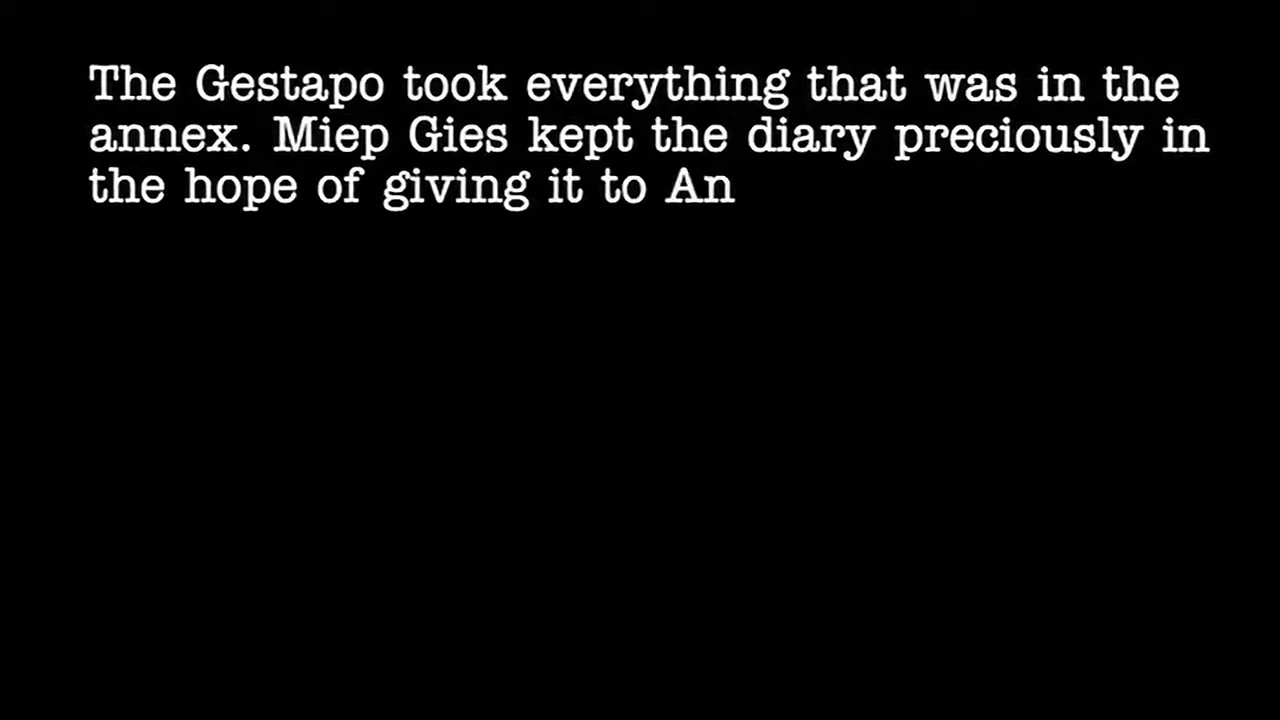 The Gestapo took everything that was in the
annex. Miep Gies kept the diary preciously in
the hope of giving it to An